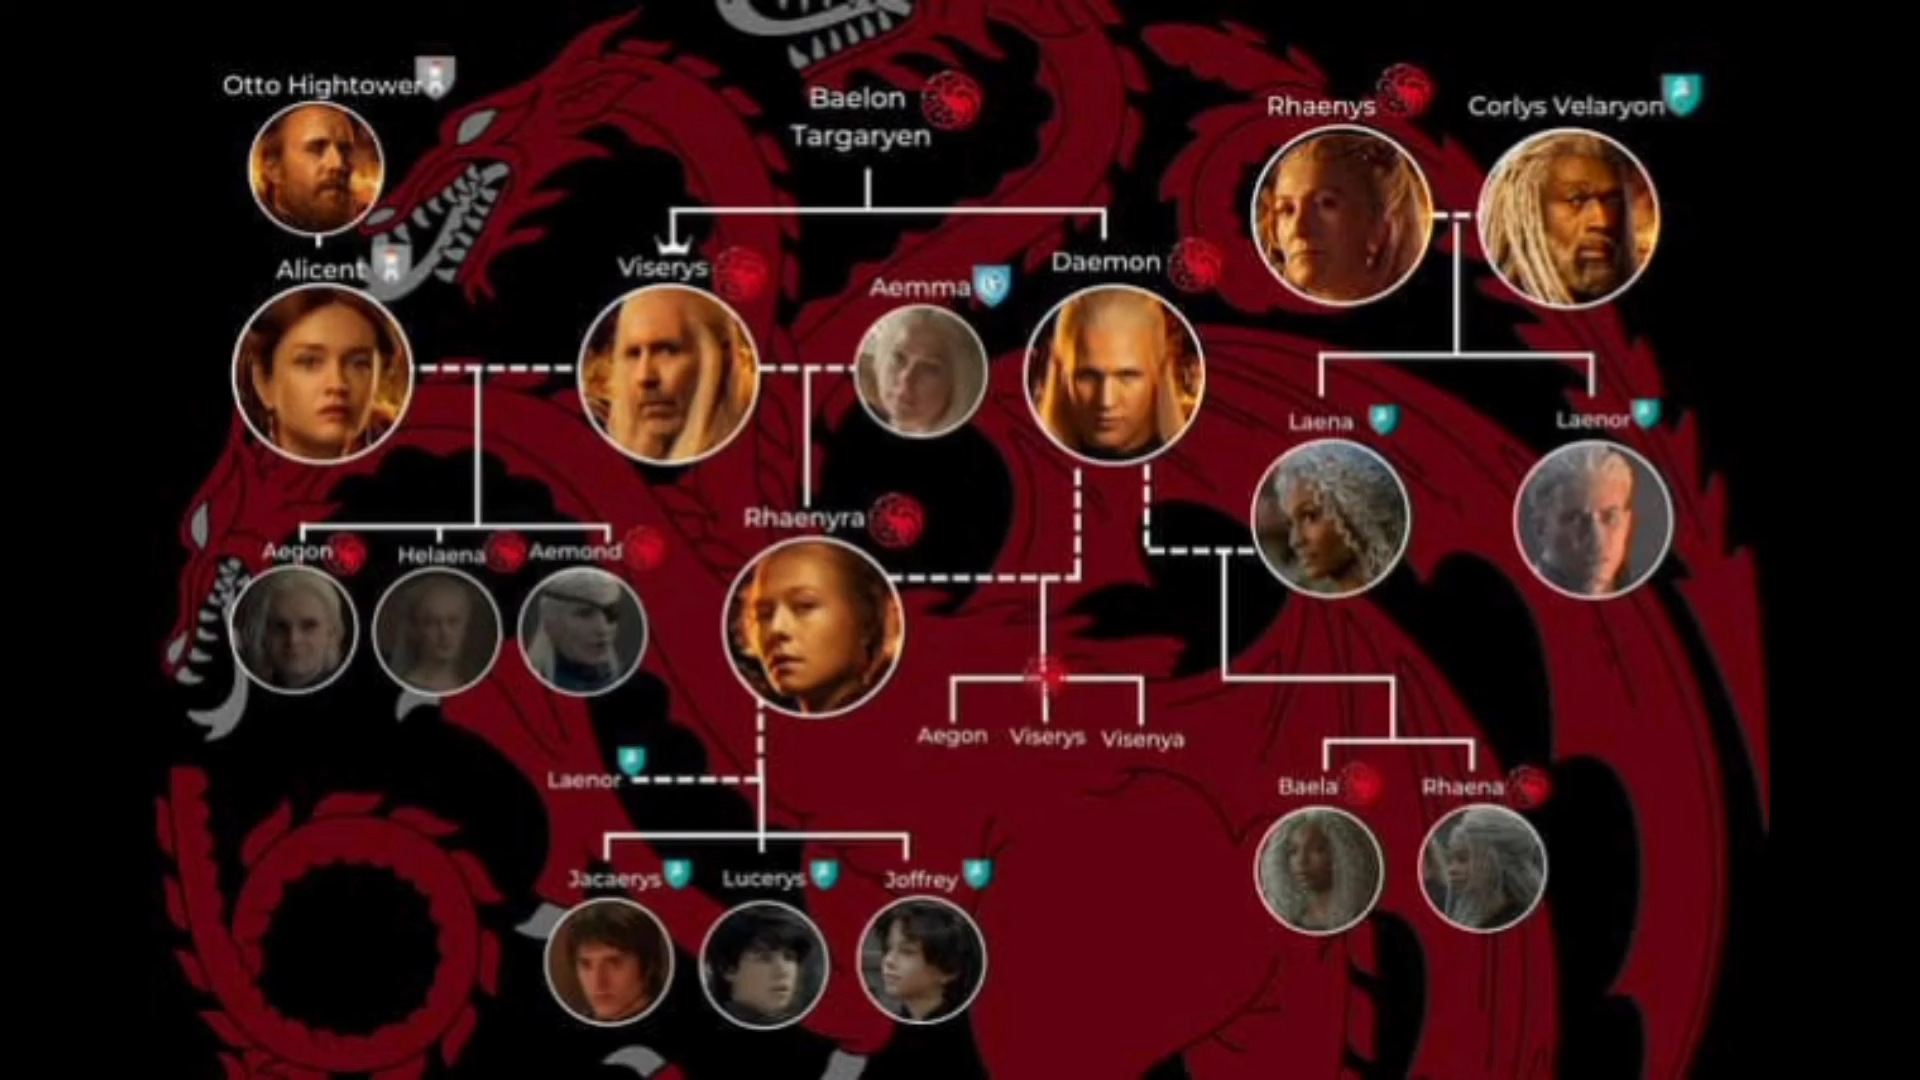 Otto Hightower
Baelon
Targaryen
Rhaenys
Corlys Velaryon
Alicent
Viserys
Aemma
Daemon
Laena
Laenor
Rhaenyra
Aegon
Helaena
Aemond
Aegon
Viserys
Visenya
Laenor
Baela
Rhaena
Jacaerys
Lucerys
Joffrey